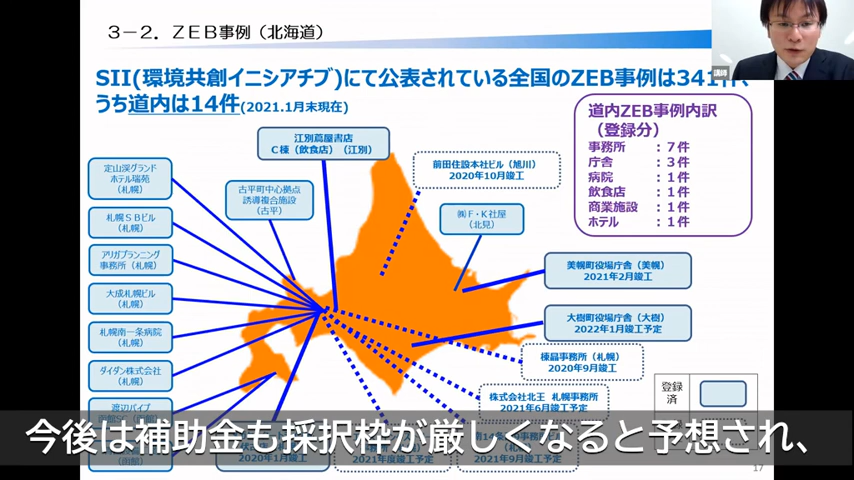 3－2．ＺＥＢ事例（北海道）
講師
SII(環境共創イニシアチブ)にて公表されている全国のZEB事例は341件、
うち道内は14件(2021.1月末現在)
道内ZEB事例内訳
（登録分）
事務所 ：７件
庁舎 ：３件
病院 ：１件
飲食店 ：１件
商業施設 ：１件
ホテル ：１件
江別蔦屋書店
Ｃ棟（飲食店）（江別）
前田住設本社ビル（旭川）
2020年10月竣工
定山渓グランド
ホテル瑞苑
（札幌）
古平町中心拠点
誘導複合施設
（古平）
㈱Ｆ・Ｋ社屋
（北見）
札幌ＳＢビル
（札幌）
アリガプランニング
事務所（札幌）
美幌町役場庁舎（美幌）
2021年2月竣工
大成札幌ビル
（札幌）
大樹町役場庁舎（大樹）
2022年1月竣工予定
札幌南一条病院
（札幌）
棟晶事務所（札幌）
2020年9月竣工
ダイダン株式会社
（札幌）
株式会社北王 札幌事務所
2021年6月竣工予定
登録
済
渡辺パイプ
今後は補助金も採択枠が厳しくなると予想され、
2020年1月竣工
2021年度竣工予定
2021年9月竣工予定
17